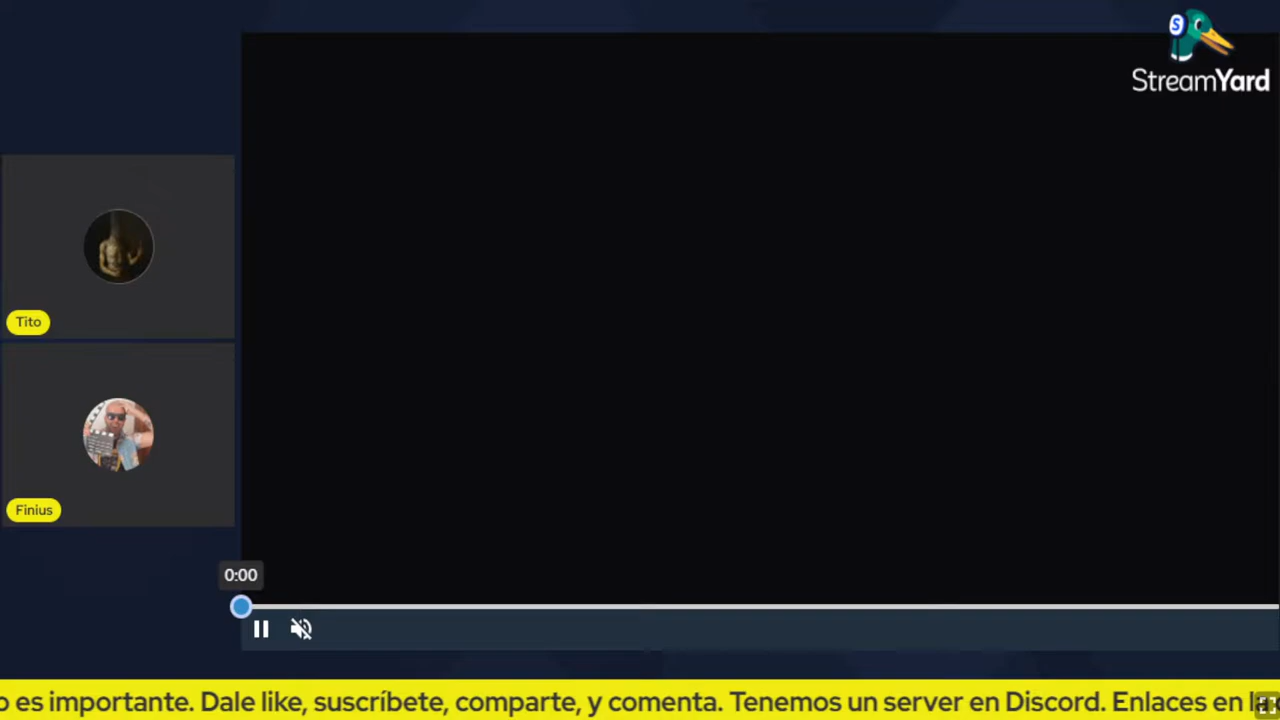 StreamYard
Tito
Finius
0:00
es importante. Dale like, suscríbete, comparte, y comenta. Tenemos un server en Discord. Enlaces en